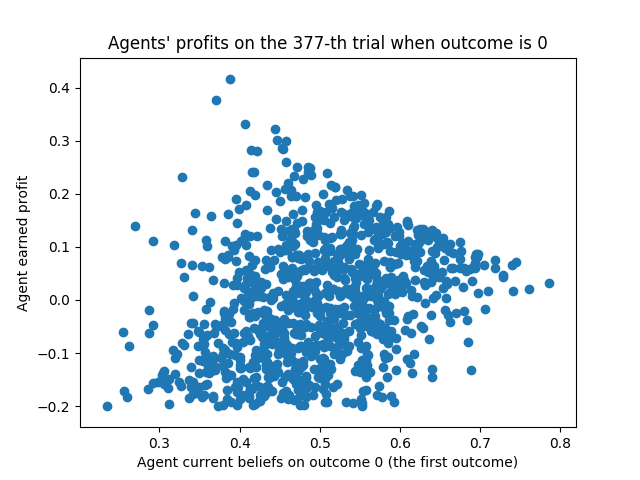 Agents' profits on the 377-th trial when outcome is 0
0.4
0.3
0.2
0.1
0.0
−0.1
−0.2
Agent earned profit
0.3 0.4 0.5 0.6 0.7 0.8
Agent current beliefs on outcome 0 (the first outcome)